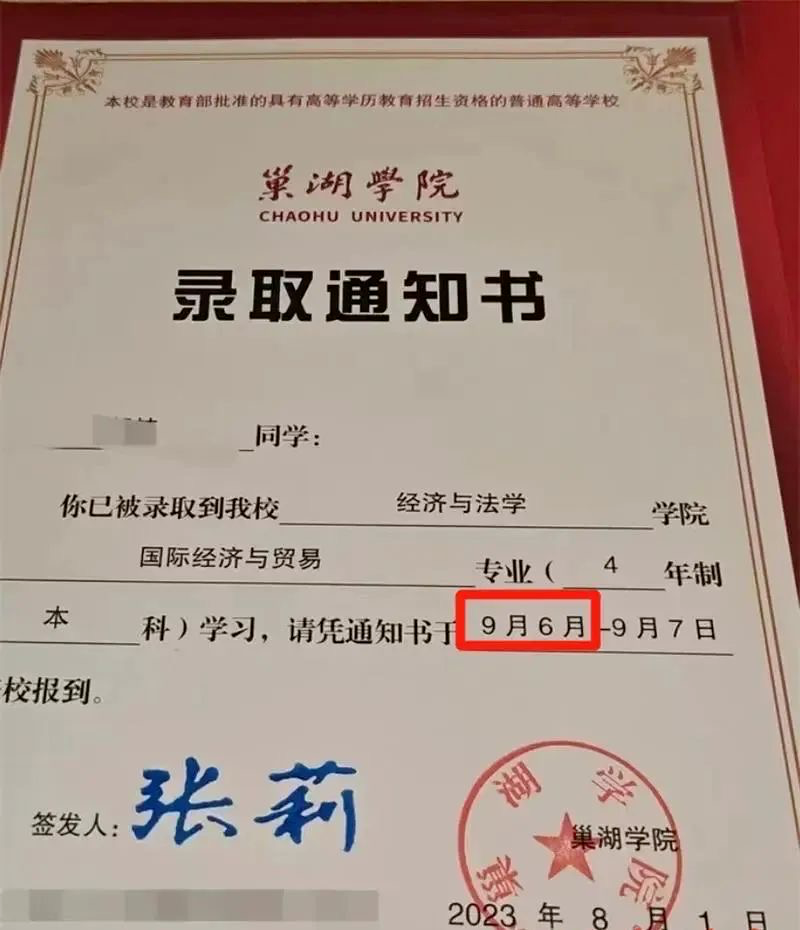 本校是教育部批准的具有高等学历教育招生资格的普通高等学校
巢湖學院
CHAOHU UNIVERSITY
录取通知书
同学：
你已被录取到我校 经济与法学 学院
国际经济与贸易 专业（ 4 年制
本 科）学习，请凭通知书于 9月6月-9月7日
校报到。
签发人：张莉
湖学院
巢湖学院
2023 年 8 月 1 日